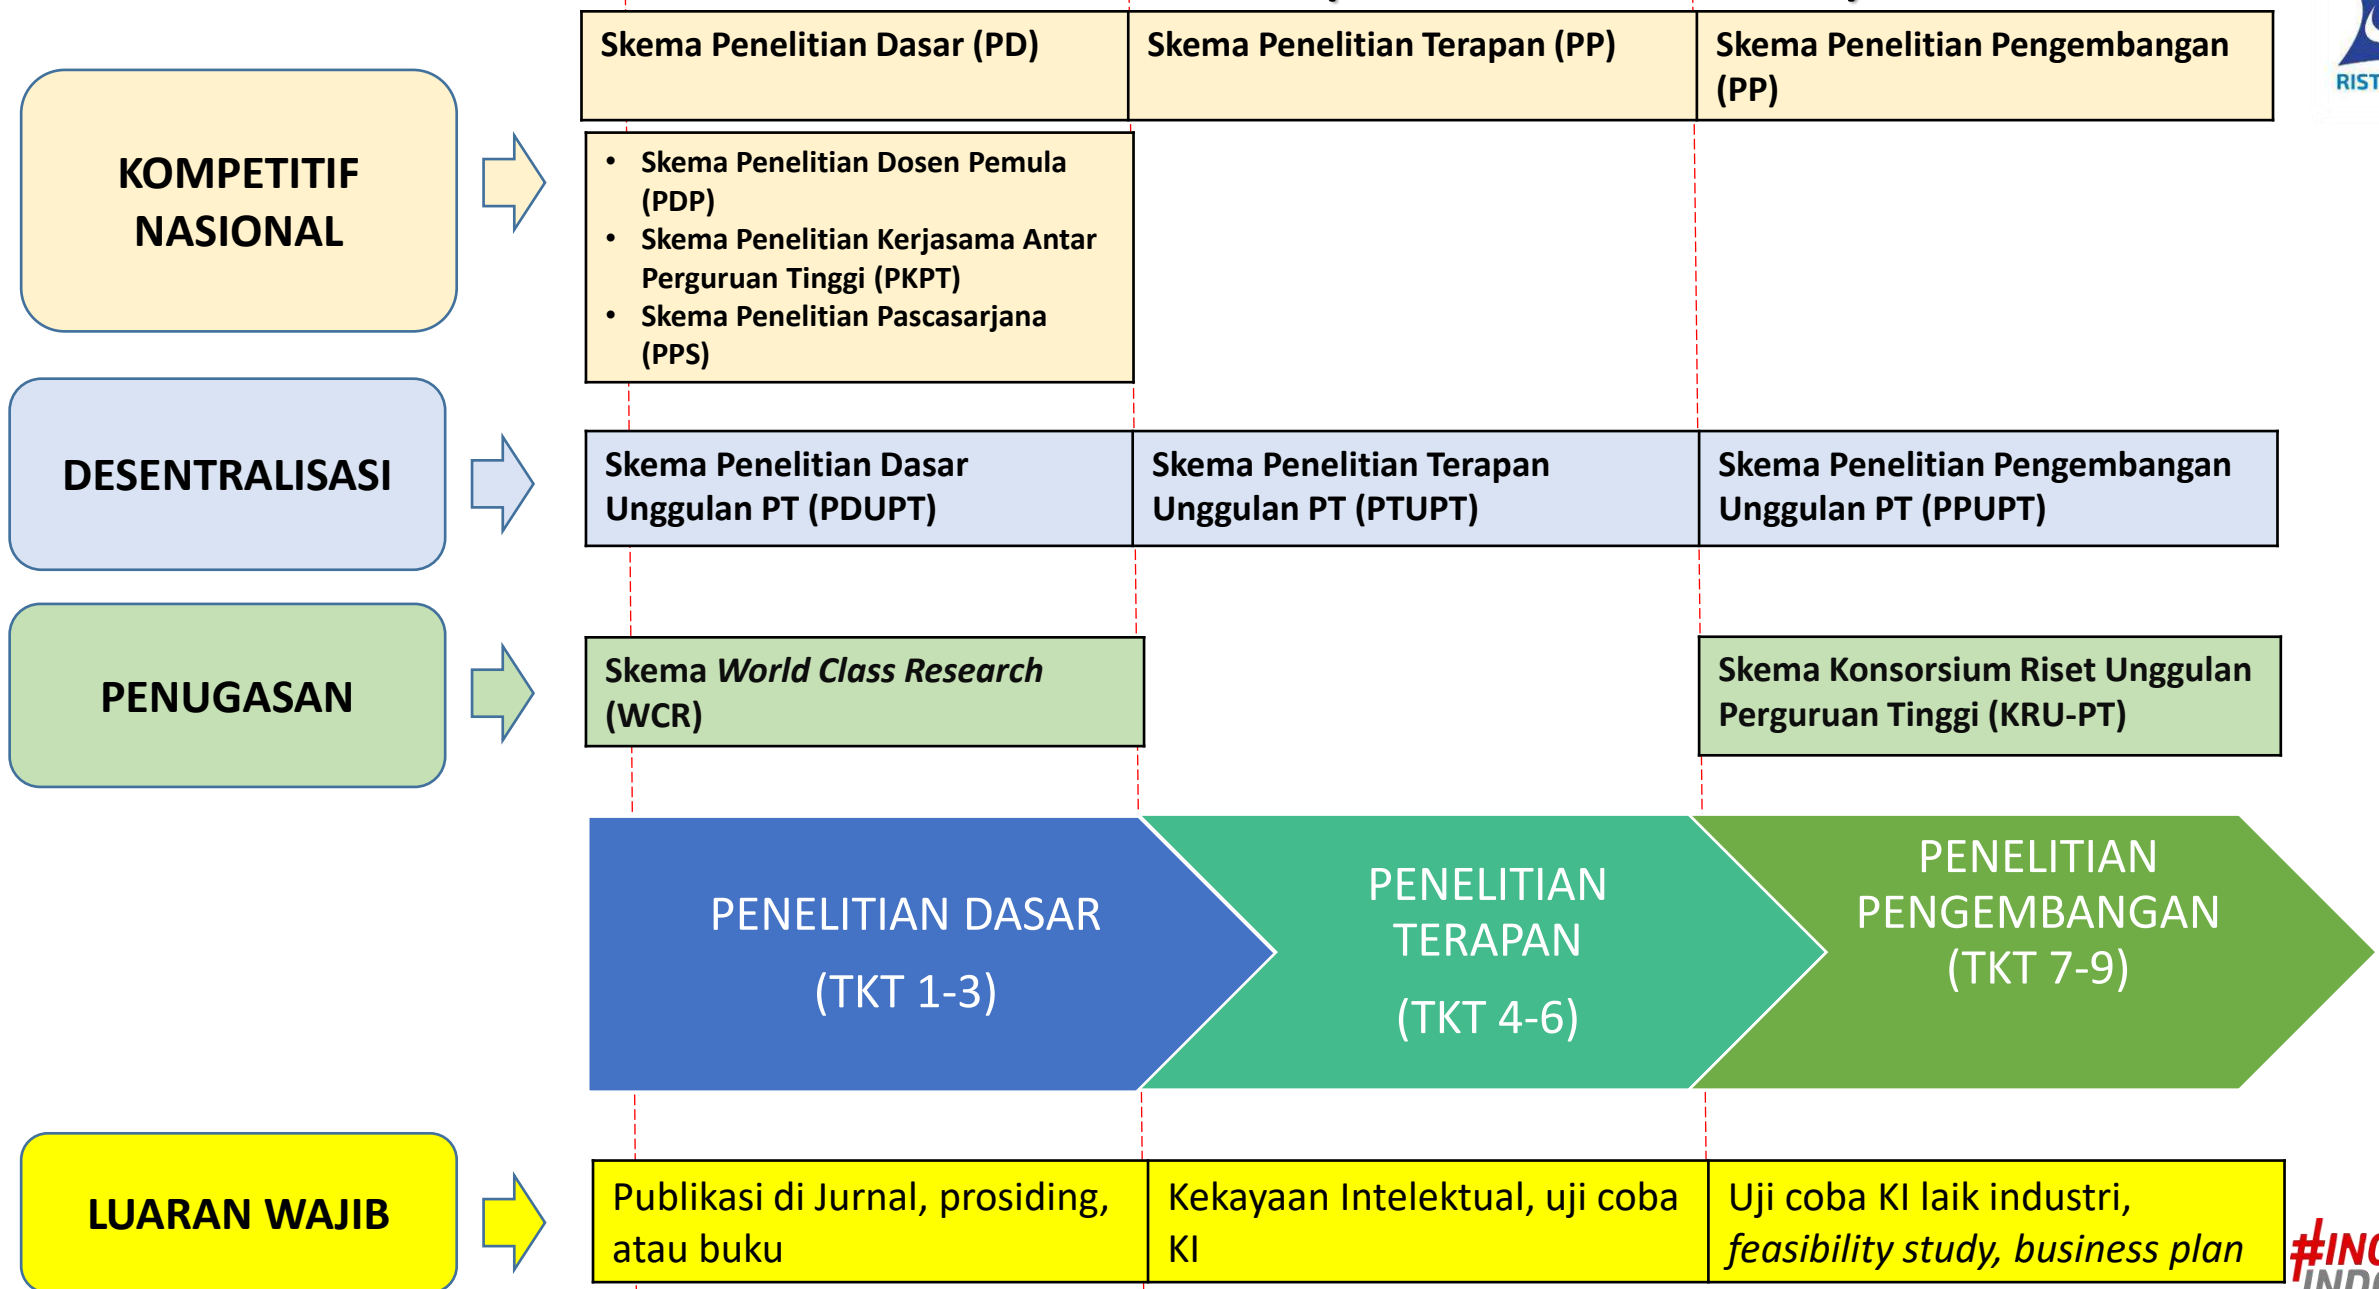 Skema Penelitian Dasar (PD)
Skema Penelitian Terapan (PP)
Skema Penelitian Pengembangan
(PP)
KOMPETITIF
NASIONAL
• Skema Penelitian Dosen Pemula
(PDP)
• Skema Penelitian Kerjasama Antar
Perguruan Tinggi (PKPT)
• Skema Penelitian Pascasarjana
(PPS)
DESENTRALISASI
Skema Penelitian Dasar
Unggulan PT (PDUPT)
Skema Penelitian Terapan
Unggulan PT (PTUPT)
Skema Penelitian Pengembangan
Unggulan PT (PPUPT)
PENUGASAN
Skema World Class Research
(WCR)
Skema Konsorsium Riset Unggulan
Perguruan Tinggi (KRU-PT)
PENELITIAN DASAR
(TKT 1-3)
PENELITIAN
TERAPAN
(TKT 4-6)
PENELITIAN
PENGEMBANGAN
(TKT 7-9)
LUARAN WAJIB
Publikasi di Jurnal, prosiding,
atau buku
Kekayaan Intelektual, uji coba
KI
Uji coba KI laik industri,
feasibility study, business plan